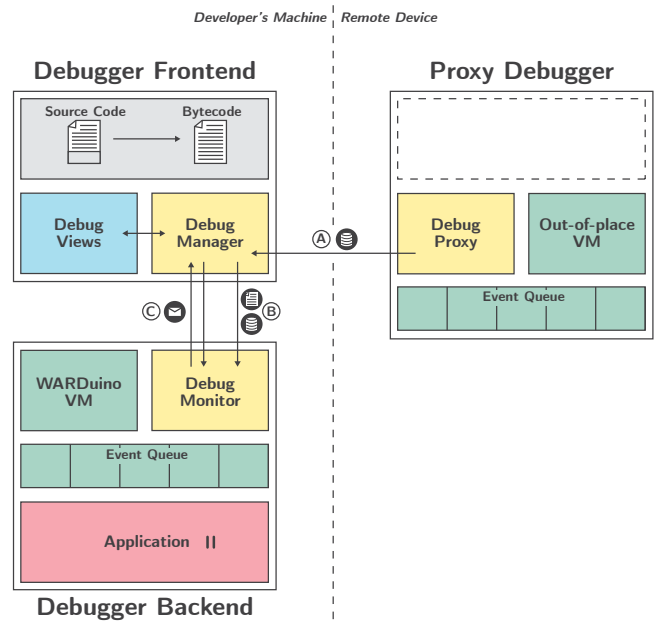 Developer's Machine
Remote Device
Debugger Frontend
Proxy Debugger
Source Code
Bytecode
Debug
Views
Debug
Manager
Debug
Proxy
Out-of-place
VM
A
Event Queue
C
B
WARDuino
VM
Debug
Monitor
Event Queue
Application
Debugger Backend